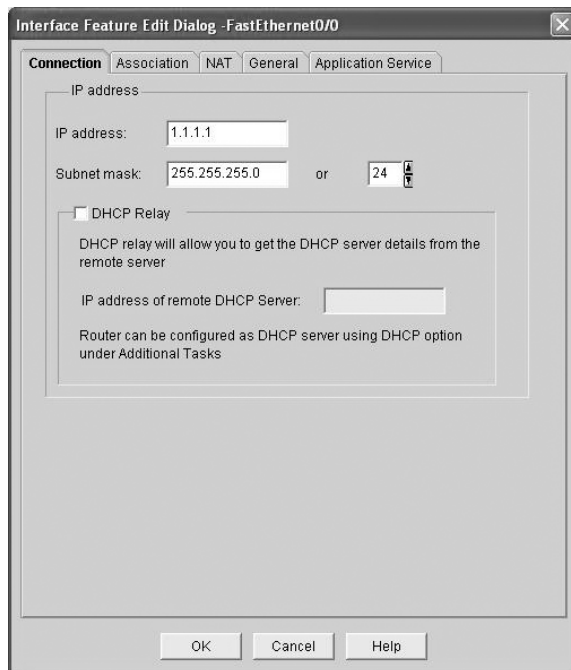 Interface Feature Edit Dialog -FastEthernet0/0
Connection Association NAT General Application Service
IP address
IP address: 1.1.1.1
Subnet mask: 255.255.255.0 or 24
DHCP Relay
DHCP relay will allow you to get the DHCP server details from the
remote server
IP address of remote DHCP Server:
Router can be configured as DHCP server using DHCP option
under Additional Tasks
OK Cancel Help